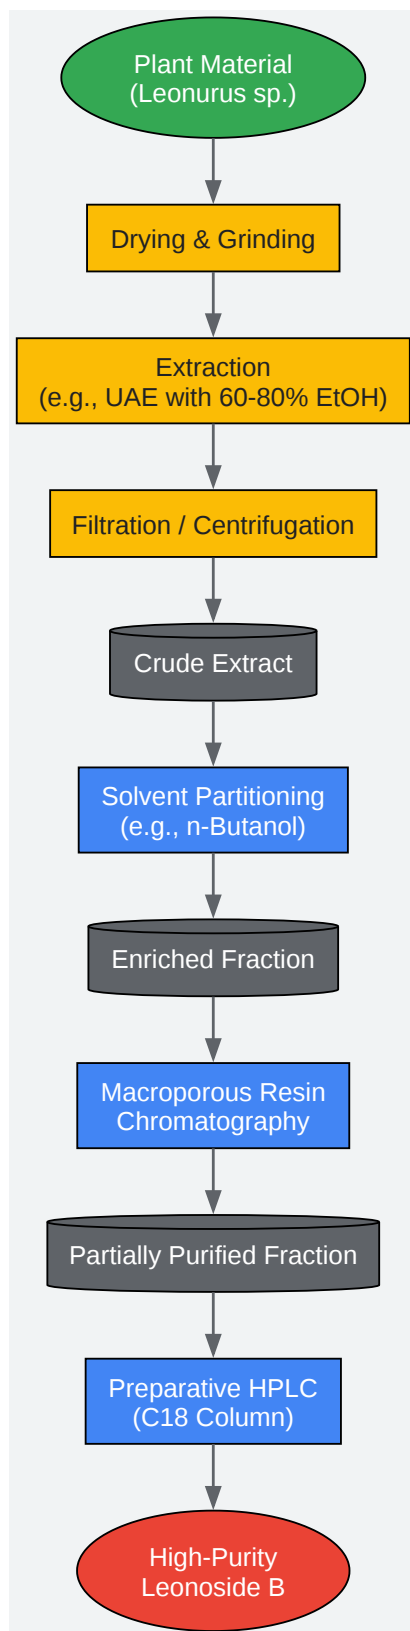 Plant Material
(Leonurus sp.)
Drying & Grinding
Extraction
(e.g., UAE with 60-80% EtOH)
Filtration / Centrifugation
Crude Extract
Solvent Partitioning
(e.g., n-Butanol)
Enriched Fraction
Macroporous Resin
Chromatography
Partially Purified Fraction
Preparative HPLC
(C18 Column)
High-Purity
Leonoside B